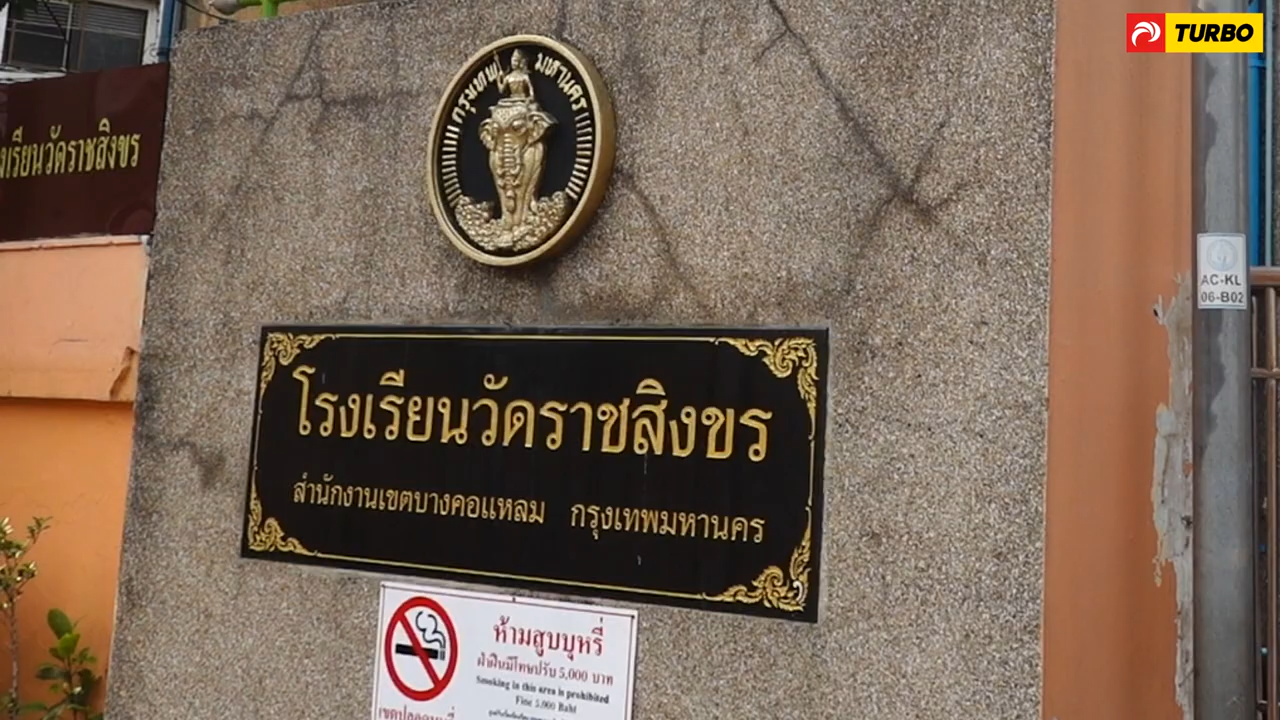 TURBO
กรุงเทพมหานคร
งเรียนวัดราชสิงขร
AC-KL
06-B02
โรงเรียนวัดราชสิงขร
สำนักงานเขตบางคอแหลม กรุงเทพมหานคร
ห้ามสูบบุหรี่
ฝ่าฝืนมีโทษปรับ 5,000 บาท
Smoking in this area is prohibited
Fine 5,000 Baht